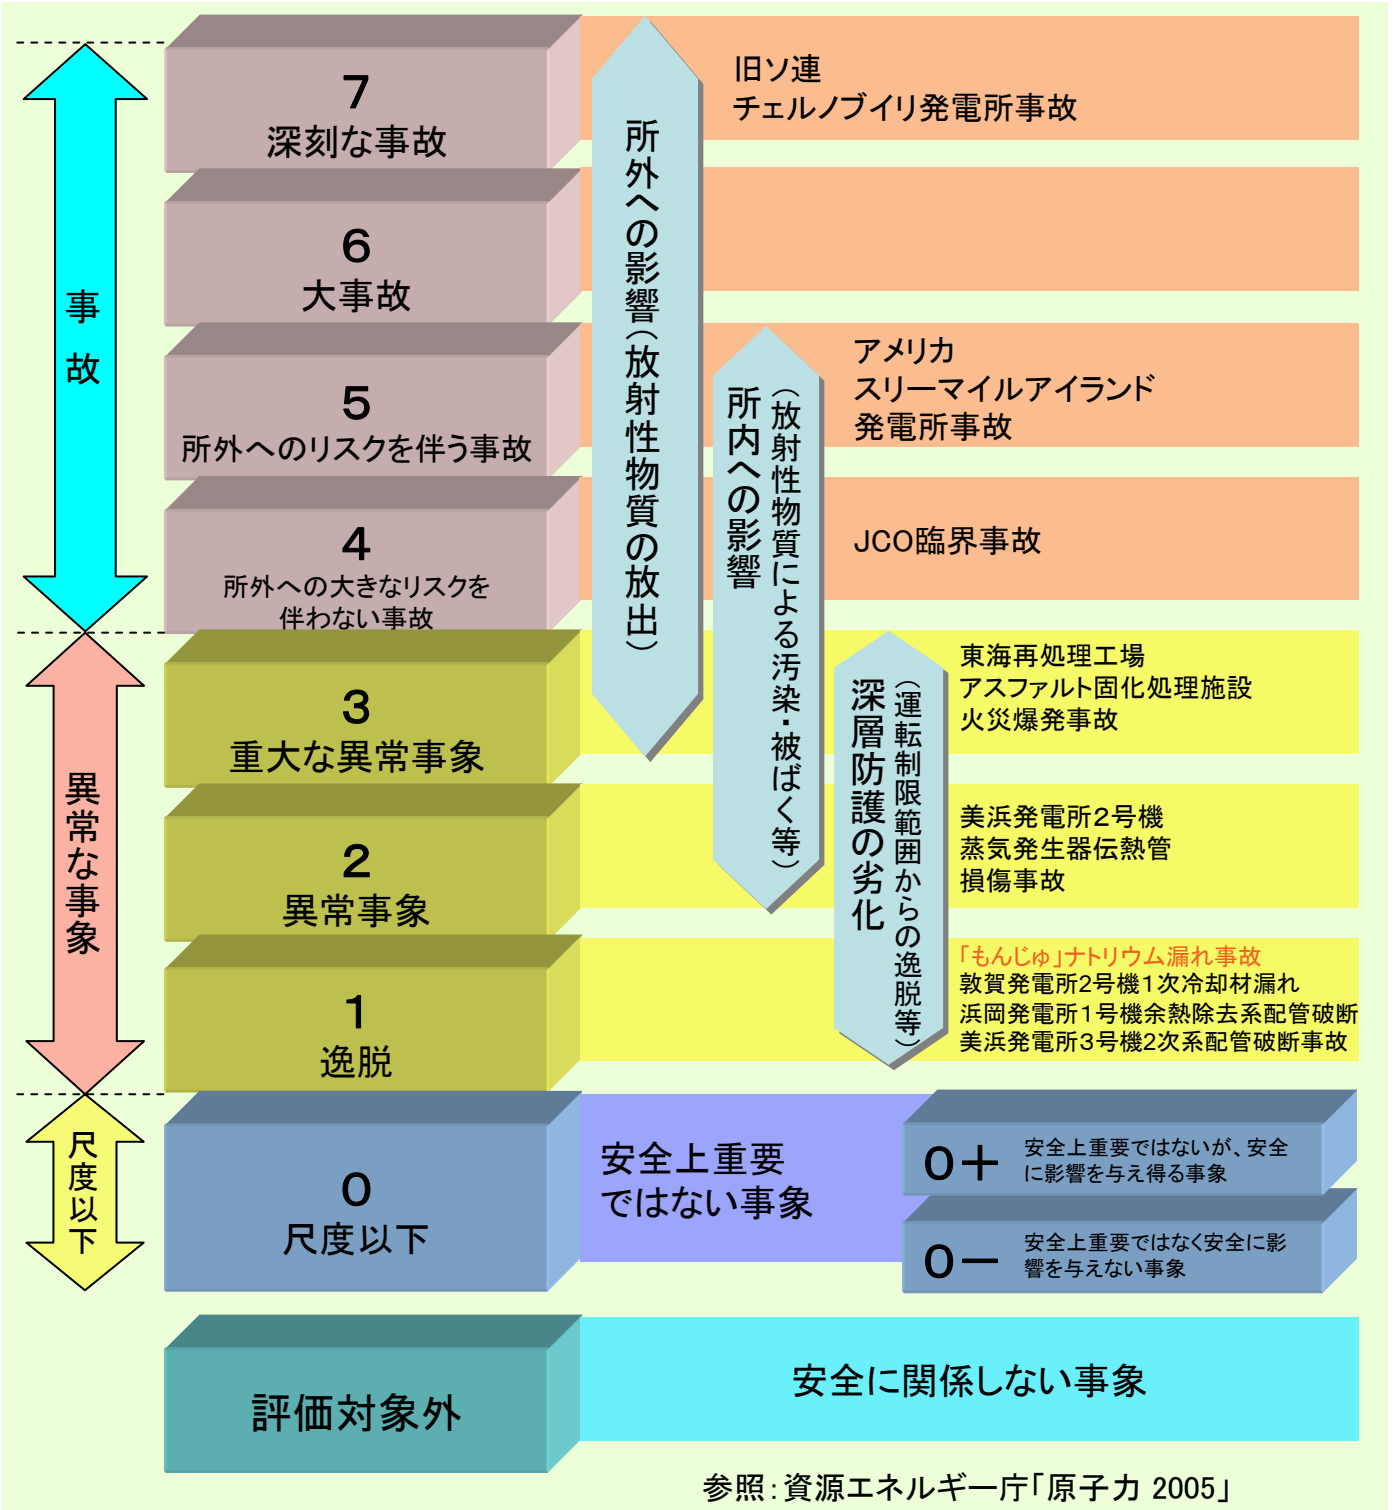 事故
7
深刻な事故
旧ソ連
チェルノブイリ発電所事故
6
大事故
5
所外へのリスクを伴う事故
アメリカ
スリーマイルアイランド
発電所事故
4
所外への大きなリスクを
伴わない事故
JCO臨界事故
所外への影響(放射性物質の放出)
所内への影響
(放射性物質による汚染・被ばく等)
異常な事象
3
重大な異常事象
東海再処理工場
アスファルト固化処理施設
火災爆発事故
2
異常事象
美浜発電所2号機
蒸気発生器伝熱管
損傷事故
1
逸脱
「もんじゅ」ナトリウム漏れ事故
敦賀発電所2号機1次冷却材漏れ
浜岡発電所1号機余熱除去系配管破断
美浜発電所3号機2次系配管破断事故
深層防護の劣化
(運転制限範囲からの逸脱等)
尺度以下
0
尺度以下
安全上重要
ではない事象
0+
安全上重要ではないが、安全
に影響を与え得る事象
0−
安全上重要ではなく安全に影
響を与えない事象
評価対象外
安全に関係しない事象
参照:資源エネルギー庁「原子力 2005」